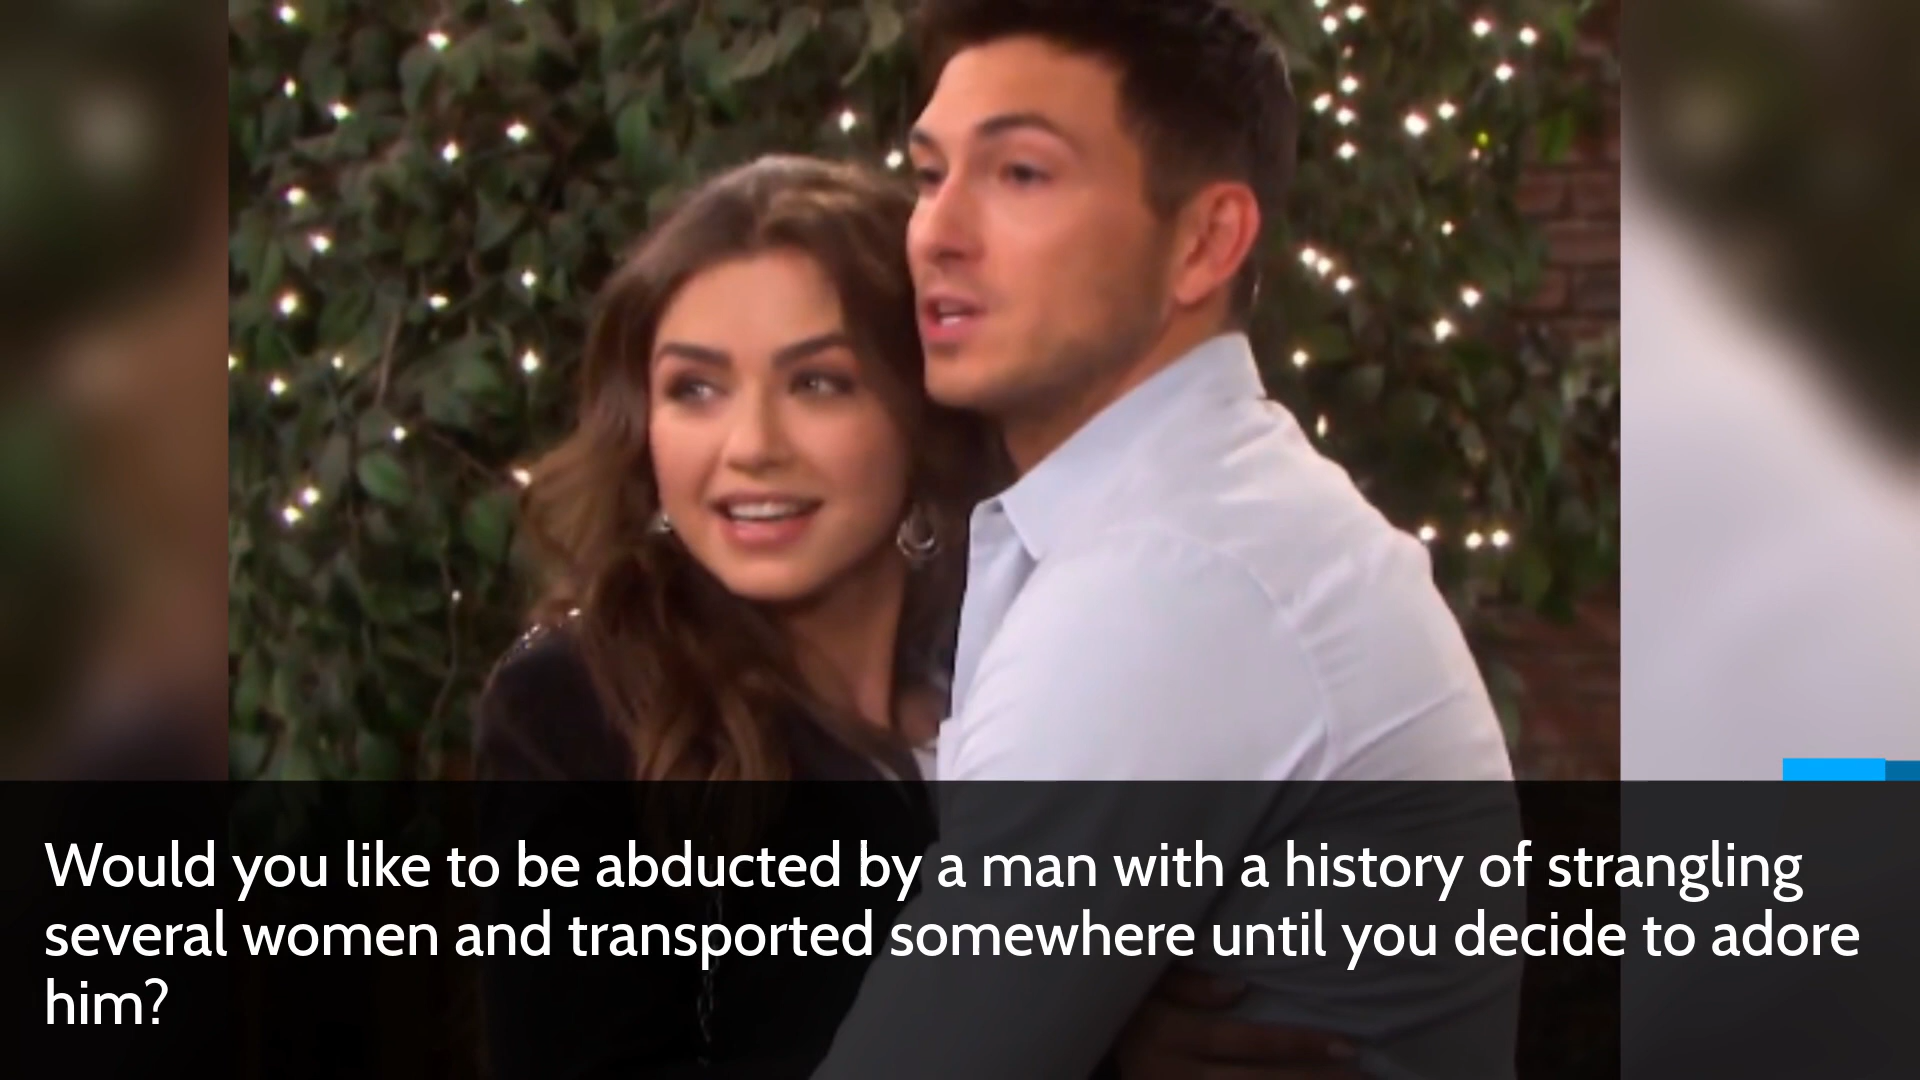 Would you like to be abducted by a man with a history of strangling
several women and transported somewhere until you decide to adore
him?